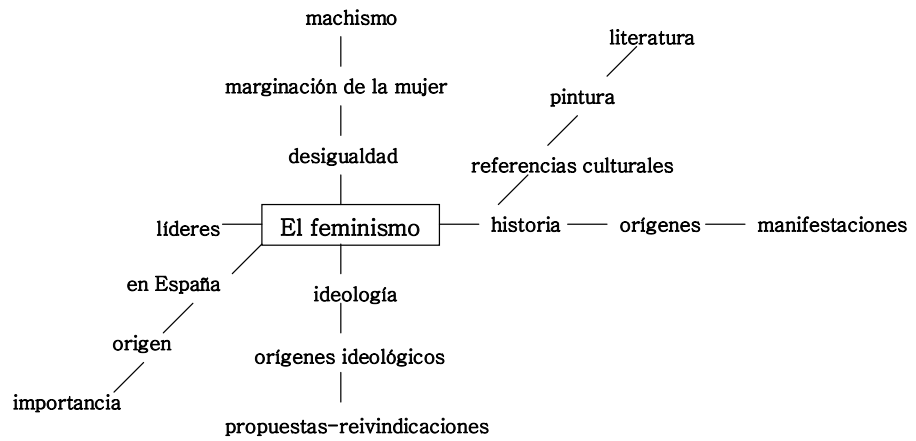 machismo
literatura
marginación de la mujer
pintura
desigualdad
referencias culturales
líderes
El feminismo
historia
orígenes
manifestaciones
en España
ideología
origen
orígenes ideológicos
importancia
propuestas-reivindicaciones